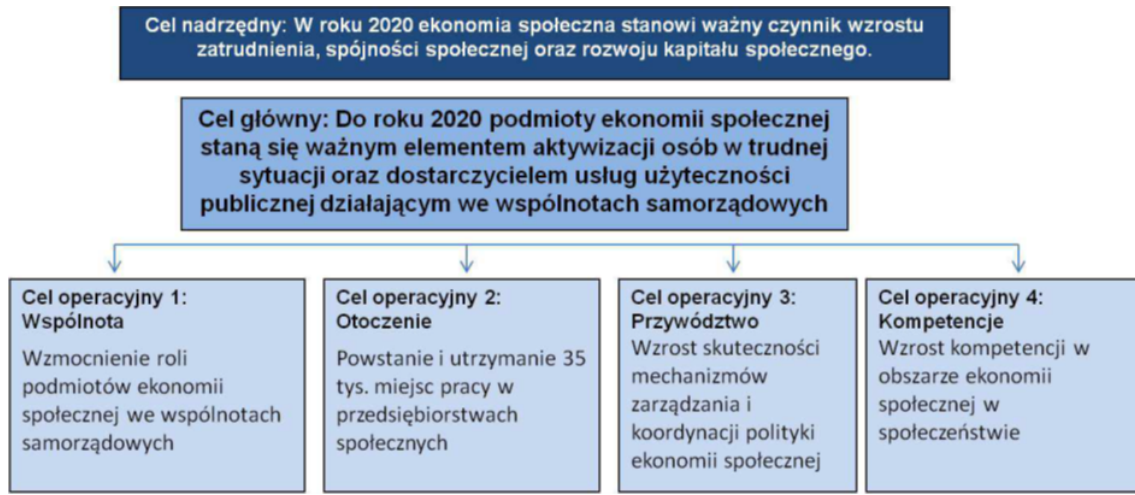 Cel nadrzędny: W roku 2020 ekonomia społeczna stanowi ważny czynnik wzrostu
zatrudnienia, spójności społecznej oraz rozwoju kapitału społecznego.
Cel główny: Do roku 2020 podmioty ekonomii społecznej
staną się ważnym elementem aktywizacji osób w trudnej
sytuacji oraz dostarczycielem usług użyteczności
publicznej działającym we wspólnotach samorządowych
Cel operacyjny 1:
Wspólnota
Wzmocnienie roli
podmiotów ekonomii
społecznej we wspólnotach
samorządowych
Cel operacyjny 2:
Otoczenie
Powstanie i utrzymanie 35
tys. miejsc pracy w
przedsiębiorstwach
społecznych
Cel operacyjny 3:
Przywództwo
Wzrost skuteczności
mechanizmów
zarządzania i
koordynacji polityki
ekonomii społecznej
Cel operacyjny 4:
Kompetencje
Wzrost kompetencji w
obszarze ekonomii
społecznej w
społeczeństwie